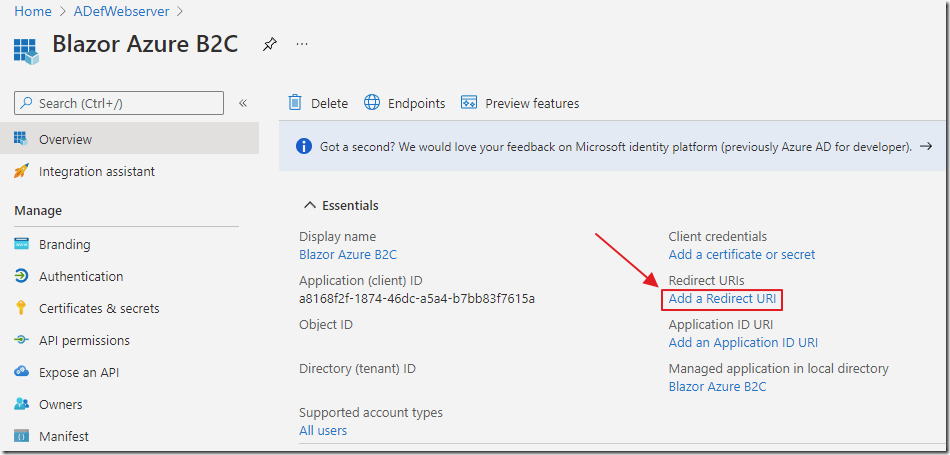 Home > ADefWebserver >
Blazor Azure B2C
...
Search (Ctrl+/)
«
Delete
Endpoints
Preview features
Overview
Got a second? We would love your feedback on Microsoft identity platform (previously Azure AD for developer).
Integration assistant
Manage
Essentials
Branding
Display name
Client credentials
Blazor Azure B2C
Add a certificate or secret
Authentication
Application (client) ID
Redirect URIs
a8168f2f-1874-46dc-a5a4-b7bb83f7615a
Add a Redirect URI
Certificates & secrets
Object ID
Application ID URI
API permissions
Add an Application ID URI
Expose an API
Directory (tenant) ID
Managed application in local directory
Blazor Azure B2C
Owners
Supported account types
All users
Manifest